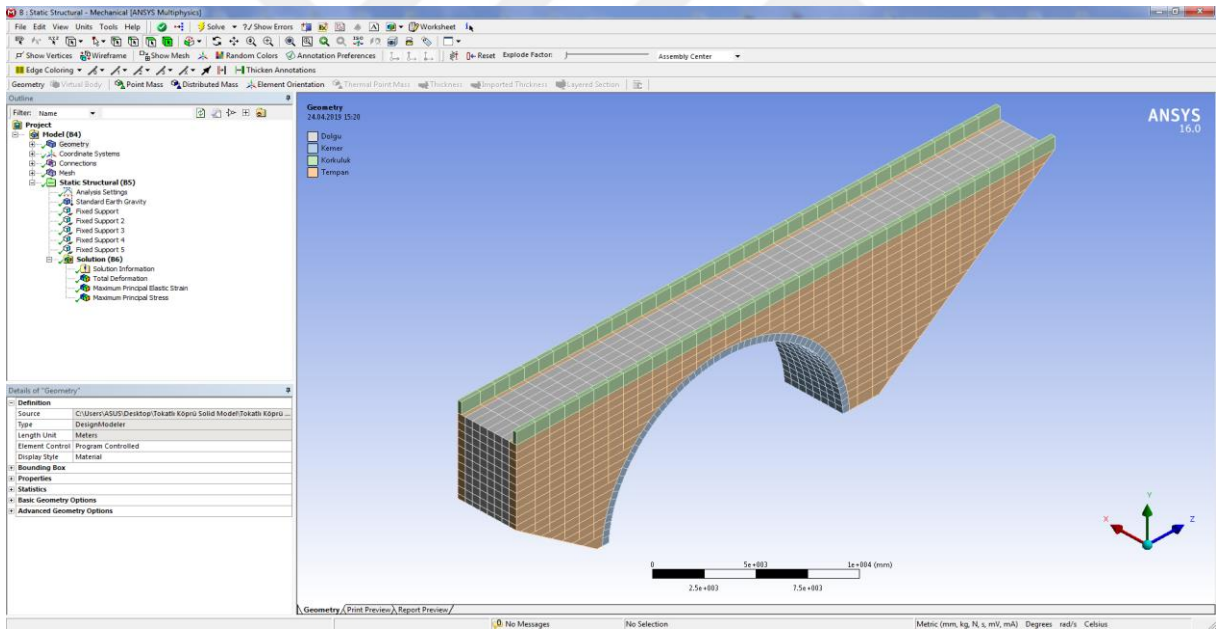 B : Static Structural - Mechanical [ANSYS Multiphysics]
File Edit View Units Tools Help Solve ?/ Show Errors Worksheet
Show Vertices Wireframe Show Mesh Random Colors Annotation Preferences Reset Explode Factor: Assembly Center
Edge Coloring Thicken Annotations
Geometry Virtual Body Point Mass Distributed Mass Element Orientation Thermal Point Mass Thickness Imported Thickness Layered Section
Outline
Filter: Name
Project
Model (B4)
Geometry
Coordinate Systems
Connections
Mesh
Static Structural (B5)
Analysis Settings
Standard Earth Gravity
Fixed Support
Fixed Support 2
Fixed Support 3
Fixed Support 4
Fixed Support 5
Solution (B6)
Solution Information
Total Deformation
Maximum Principal Elastic Strain
Maximum Principal Stress
Details of "Geometry"
Definition
Source C:\Users\ASUS\Desktop\Tokatlı Köprü Solid Model\Tokatlı Köprü ...
Type DesignModeler
Length Unit Meters
Element Control Program Controlled
Display Style Material
Bounding Box
Properties
Statistics
Basic Geometry Options
Advanced Geometry Options
Geometry
24.04.2019 15:20
Dolgu
Kemer
Korkuluk
Tempan
ANSYS
16.0
Y
X
Z
0 5e+003 1e+004 (mm)
2.5e+003 7.5e+003
Geometry Print Preview Report Preview
0 No Messages No Selection Metric (mm, kg, N, s, mV, mA) Degrees rad/s Celsius